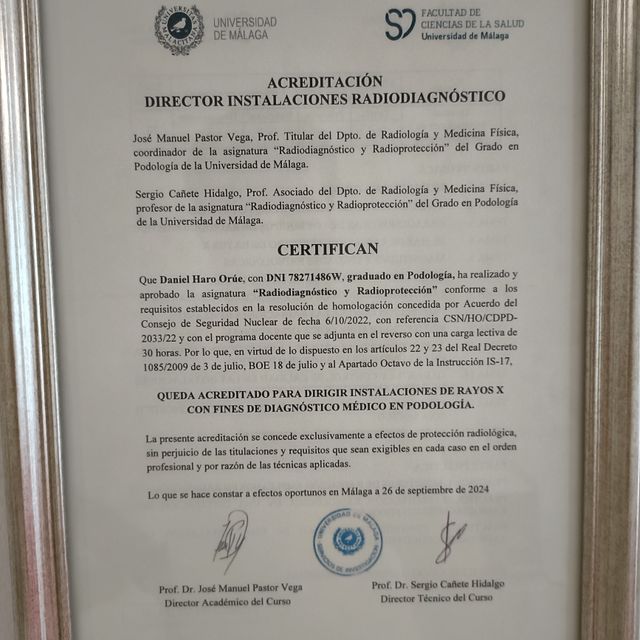 UNIVERSIDAD
DE MÁLAGA
FACULTAD DE
CIENCIAS DE LA SALUD
Universidad de Málaga
ACREDITACIÓN
DIRECTOR INSTALACIONES RADIODIAGNÓSTICO
José Manuel Pastor Vega, Prof. Titular del Dpto. de Radiología y Medicina Física,
coordinador de la asignatura “Radiodiagnóstico y Radioprotección” del Grado en
Podología de la Universidad de Málaga.
Sergio Cañete Hidalgo, Prof. Asociado del Dpto. de Radiología y Medicina Física,
profesor de la asignatura “Radiodiagnóstico y Radioprotección” del Grado en Podología
de la Universidad de Málaga.
CERTIFICAN
Que Daniel Haro Orúe, con DNI 78271486W, graduado en Podología, ha realizado y
aprobado la asignatura “Radiodiagnóstico y Radioprotección” conforme a los
requisitos establecidos en la resolución de homologación concedida por Acuerdo del
Consejo de Seguridad Nuclear de fecha 6/10/2022, con referencia CSN/HO/CDPD-
2033/22 y con el programa docente que se adjunta en el reverso con una carga lectiva de
30 horas. Por lo que, en virtud de lo dispuesto en los artículos 22 y 23 del Real Decreto
1085/2009 de 3 de julio, BOE 18 de julio y al Apartado Octavo de la Instrucción IS-17,
QUEDA ACREDITADO PARA DIRIGIR INSTALACIONES DE RAYOS X
CON FINES DE DIAGNÓSTICO MÉDICO EN PODOLOGÍA.
La presente acreditación se concede exclusivamente a efectos de protección radiológica,
sin perjuicio de las titulaciones y requisitos que sean exigibles en cada caso en el orden
profesional y por razón de las técnicas aplicadas.
Lo que se hace constar a efectos oportunos en Málaga a 26 de septiembre de 2024
UNIVERSIDAD DE MÁLAGA
Prof. Dr. José Manuel Pastor Vega
Director Académico del Curso
Prof. Dr. Sergio Cañete Hidalgo
Director Técnico del Curso